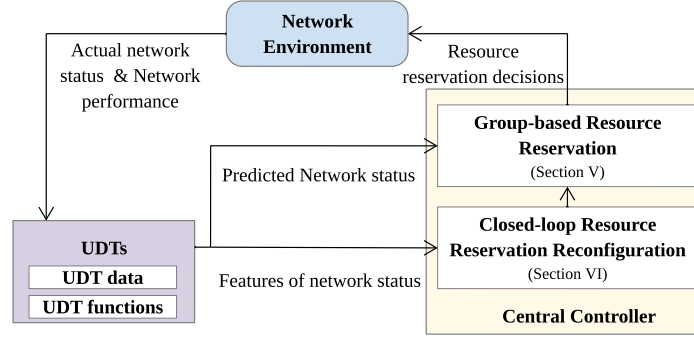 Network
Environment
Actual network
status & Network
performance
Resource
reservation decisions
Group-based Resource
Reservation
(Section V)
Predicted Network status
Closed-loop Resource
Reservation Reconfiguration
(Section VI)
UDTs
UDT data
UDT functions
Features of network status
Central Controller